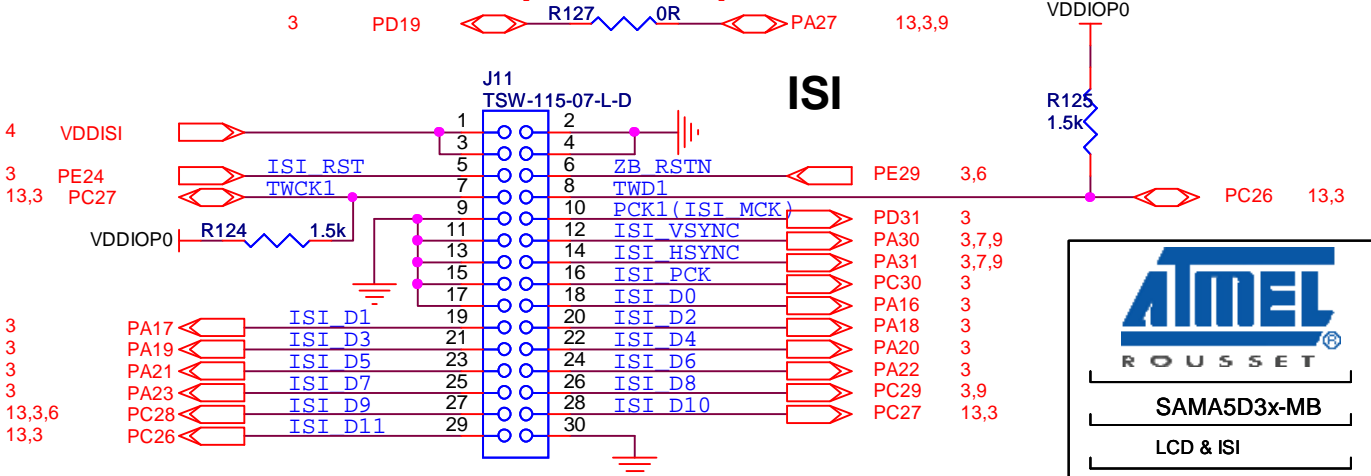 3 PD19 R127 0R PA27 13,3,9
VDDIOP0
J11
TSW-115-07-L-D
ISI
R125
1.5k
4 VDDISI 1 2
3 4
3 PE24 ISI_RST 5 6 ZB_RSTN PE29 3,6
13,3 PC27 TWCK1 7 8 TWD1 PC26 13,3
9 10 PCK1(ISI_MCK) PD31 3
VDDIOP0 R124 1.5k 11 12 ISI_VSYNC PA30 3,7,9
13 14 ISI_HSYNC PA31 3,7,9
15 16 ISI_PCK PC30 3
17 18 ISI_D0 PA16 3
3 PA17 ISI_D1 19 20 ISI_D2 PA18 3
3 PA19 ISI_D3 21 22 ISI_D4 PA20 3
3 PA21 ISI_D5 23 24 ISI_D6 PA22 3
3 PA23 ISI_D7 25 26 ISI_D8 PC29 3,9
13,3,6 PC28 ISI_D9 27 28 ISI_D10 PC27 13,3
13,3 PC26 ISI_D11 29 30
ATMEL ®
ROUSSET
SAMA5D3x-MB
LCD & ISI